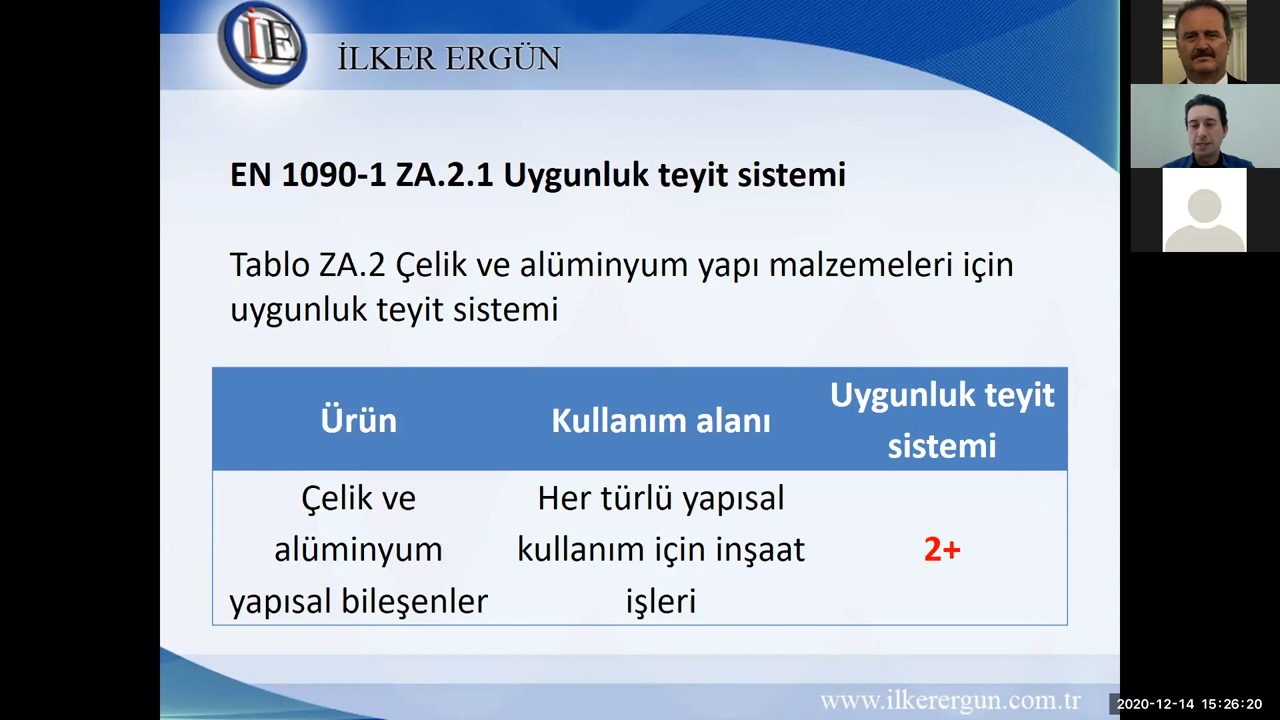 İE
İLKER ERGÜN
EN 1090-1 ZA.2.1 Uygunluk teyit sistemi
Tablo ZA.2 Çelik ve alüminyum yapı malzemeleri için
uygunluk teyit sistemi
Ürün
Kullanım alanı
Uygunluk teyit
sistemi
Çelik ve
alüminyum
yapısal bileşenler
Her türlü yapısal
kullanım için inşaat
işleri
2+
www.ilkerergun.com.tr
2020-12-14 15:26:20